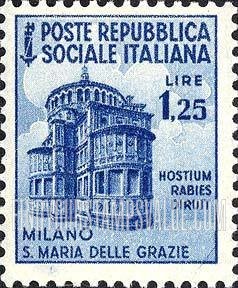 POSTE REPUBBLICA
SOCIALE ITALIANA
LIRE
1,25
HOSTIUM
RABIES
DIRUIT
MILANO
S. MARIA DELLE GRAZIE